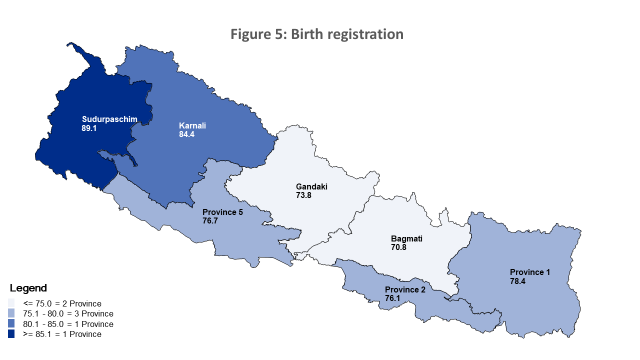 Figure 5: Birth registration
Sudurpaschim
89.1
Karnali
84.4
Gandaki
73.8
Province 5
76.7
Bagmati
70.8
Province 1
78.4
Province 2
76.1
Legend
<= 75.0 = 2 Province
75.1 - 80.0 = 3 Province
80.1 - 85.0 = 1 Province
>= 85.1 = 1 Province